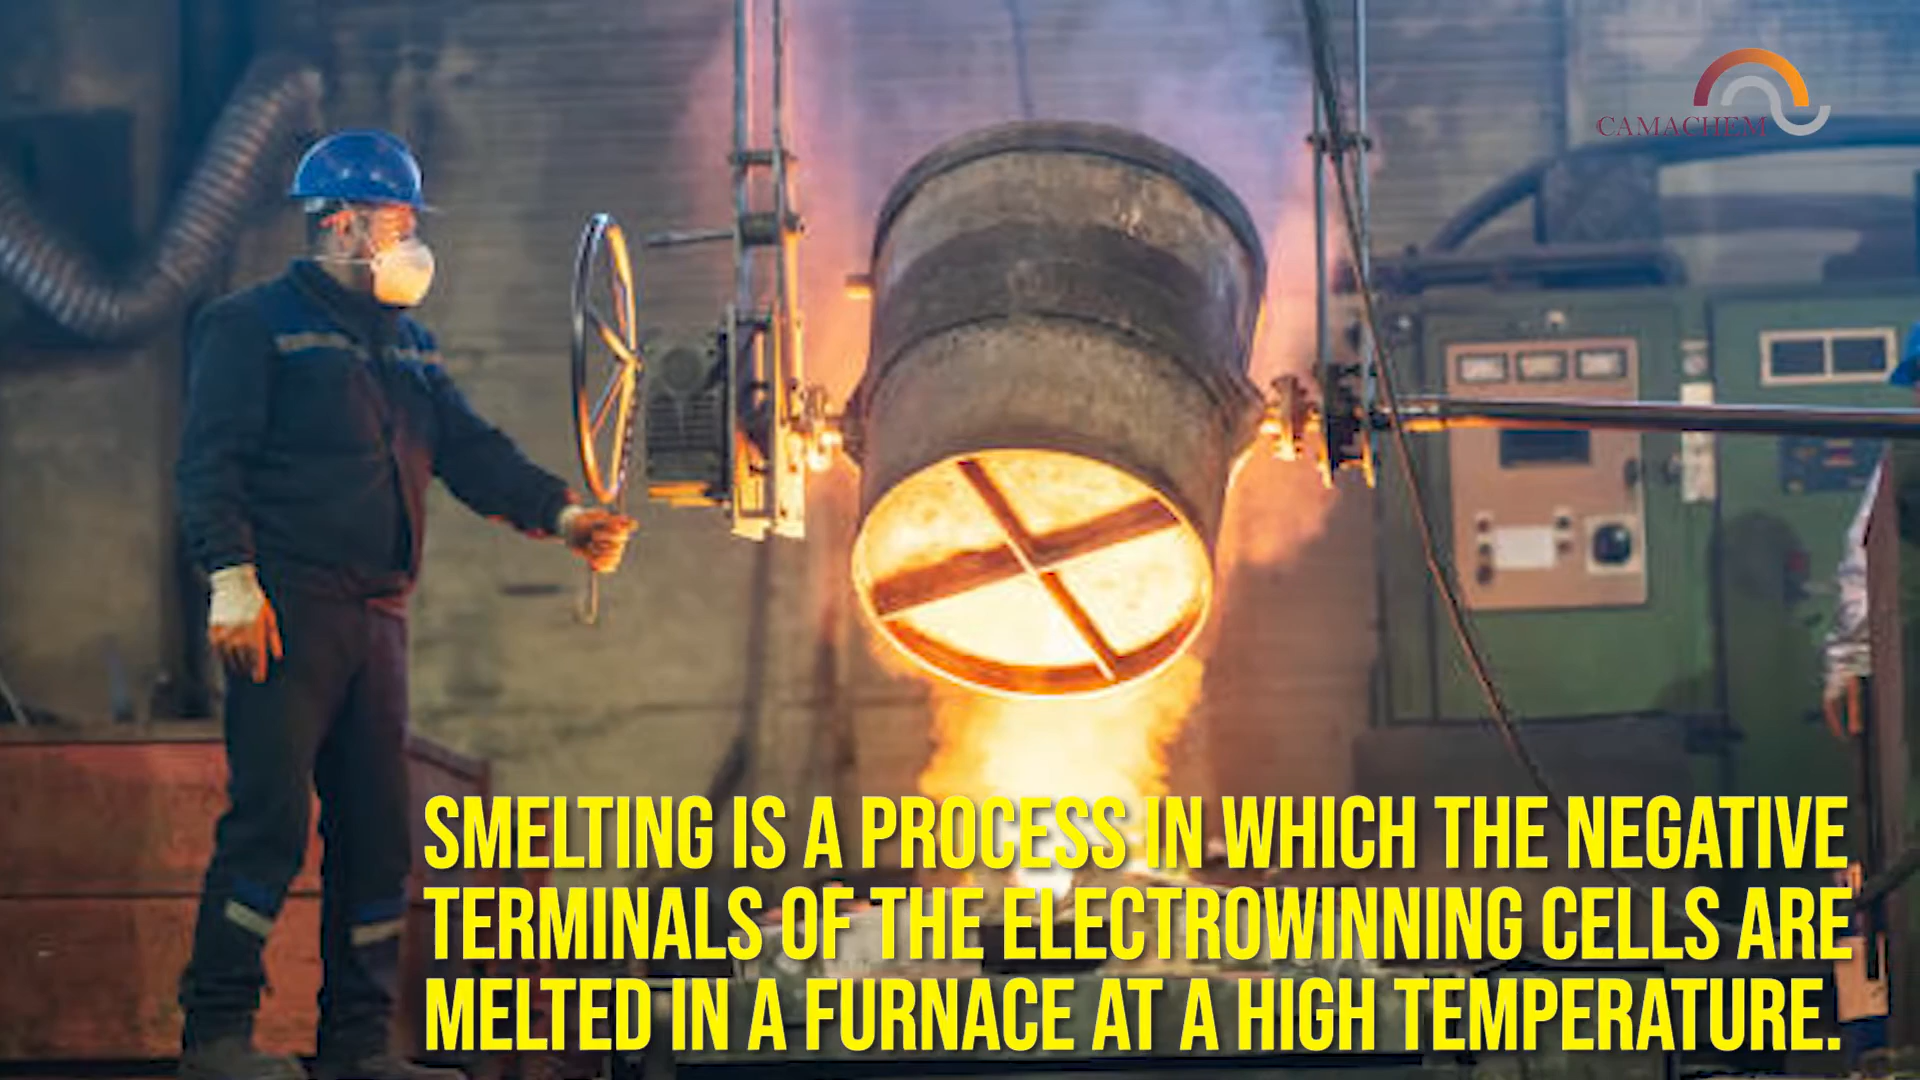 CAMACHEM
SMELTING IS A PROCESS IN WHICH THE NEGATIVE
TERMINALS OF THE ELECTROWINNING CELLS ARE
MELTED IN A FURNACE AT A HIGH TEMPERATURE.